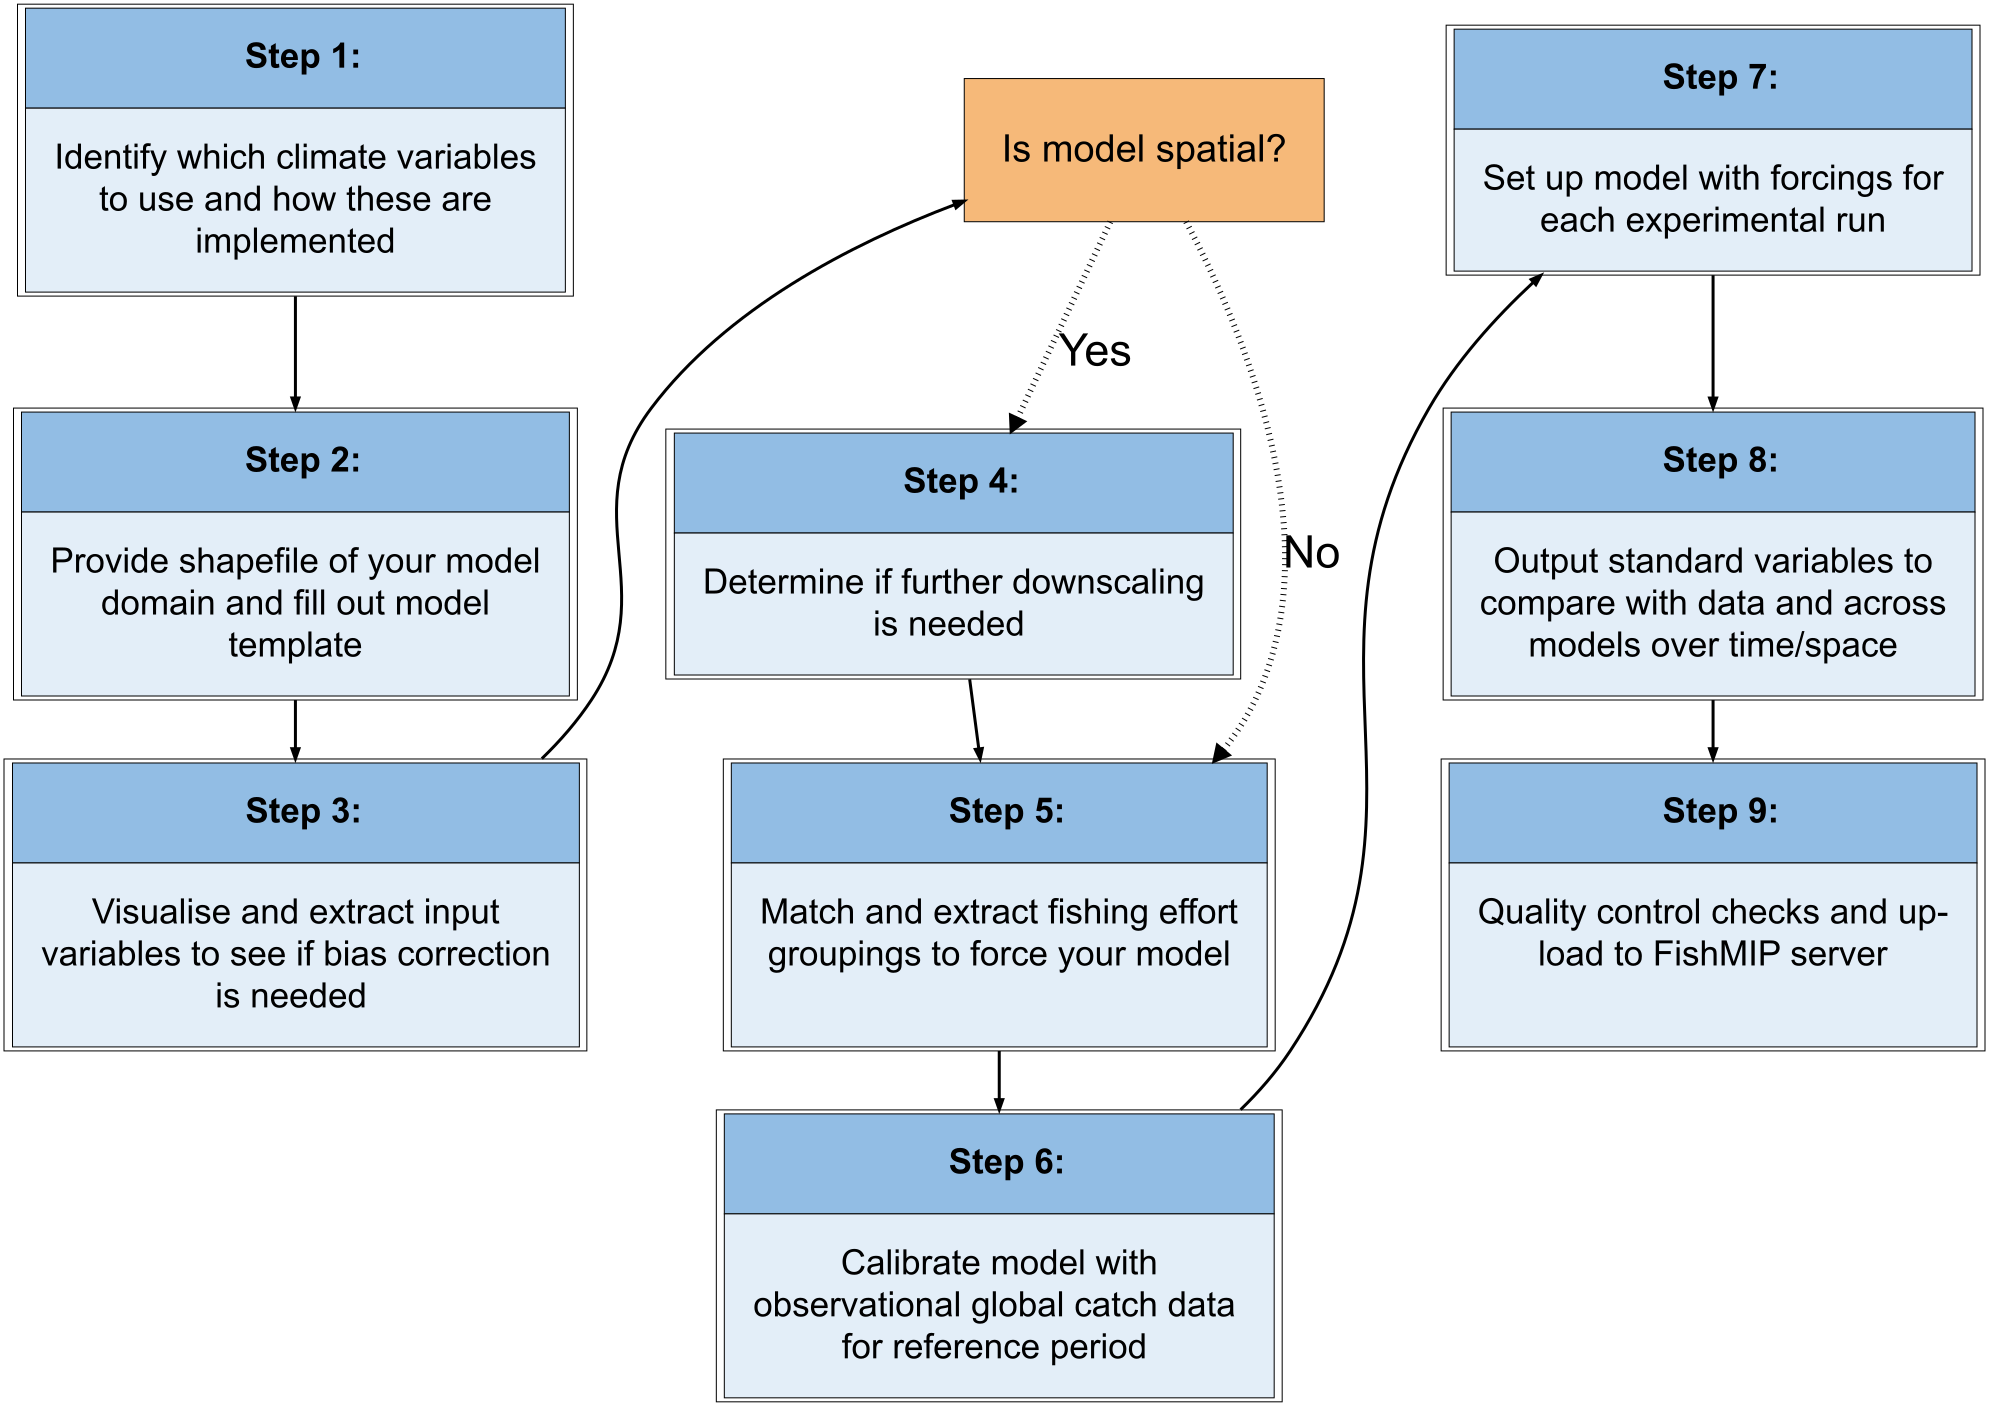 Step 1:
Identify which climate variables
to use and how these are
implemented
Step 2:
Provide shapefile of your model
domain and fill out model
template
Step 3:
Visualise and extract input
variables to see if bias correction
is needed
Is model spatial?
Yes
No
Step 4:
Determine if further downscaling
is needed
Step 5:
Match and extract fishing effort
groupings to force your model
Step 6:
Calibrate model with
observational global catch data
for reference period
Step 7:
Set up model with forcings for
each experimental run
Step 8:
Output standard variables to
compare with data and across
models over time/space
Step 9:
Quality control checks and up-
load to FishMIP server